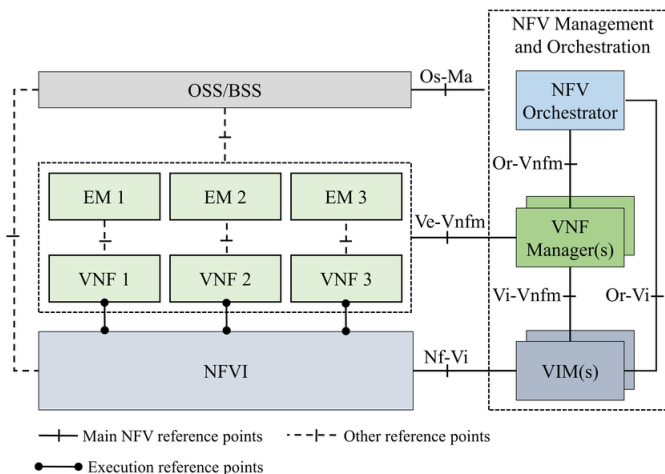 NFV Management
and Orchestration
OSS/BSS
Os-Ma
NFV
Orchestrator
Or-Vnfm
EM 1
EM 2
EM 3
Ve-Vnfm
VNF
Manager(s)
VNF 1
VNF 2
VNF 3
Vi-Vnfm
Or-Vi
NFVI
Nf-Vi
VIM(s)
Main NFV reference points
Other reference points
Execution reference points